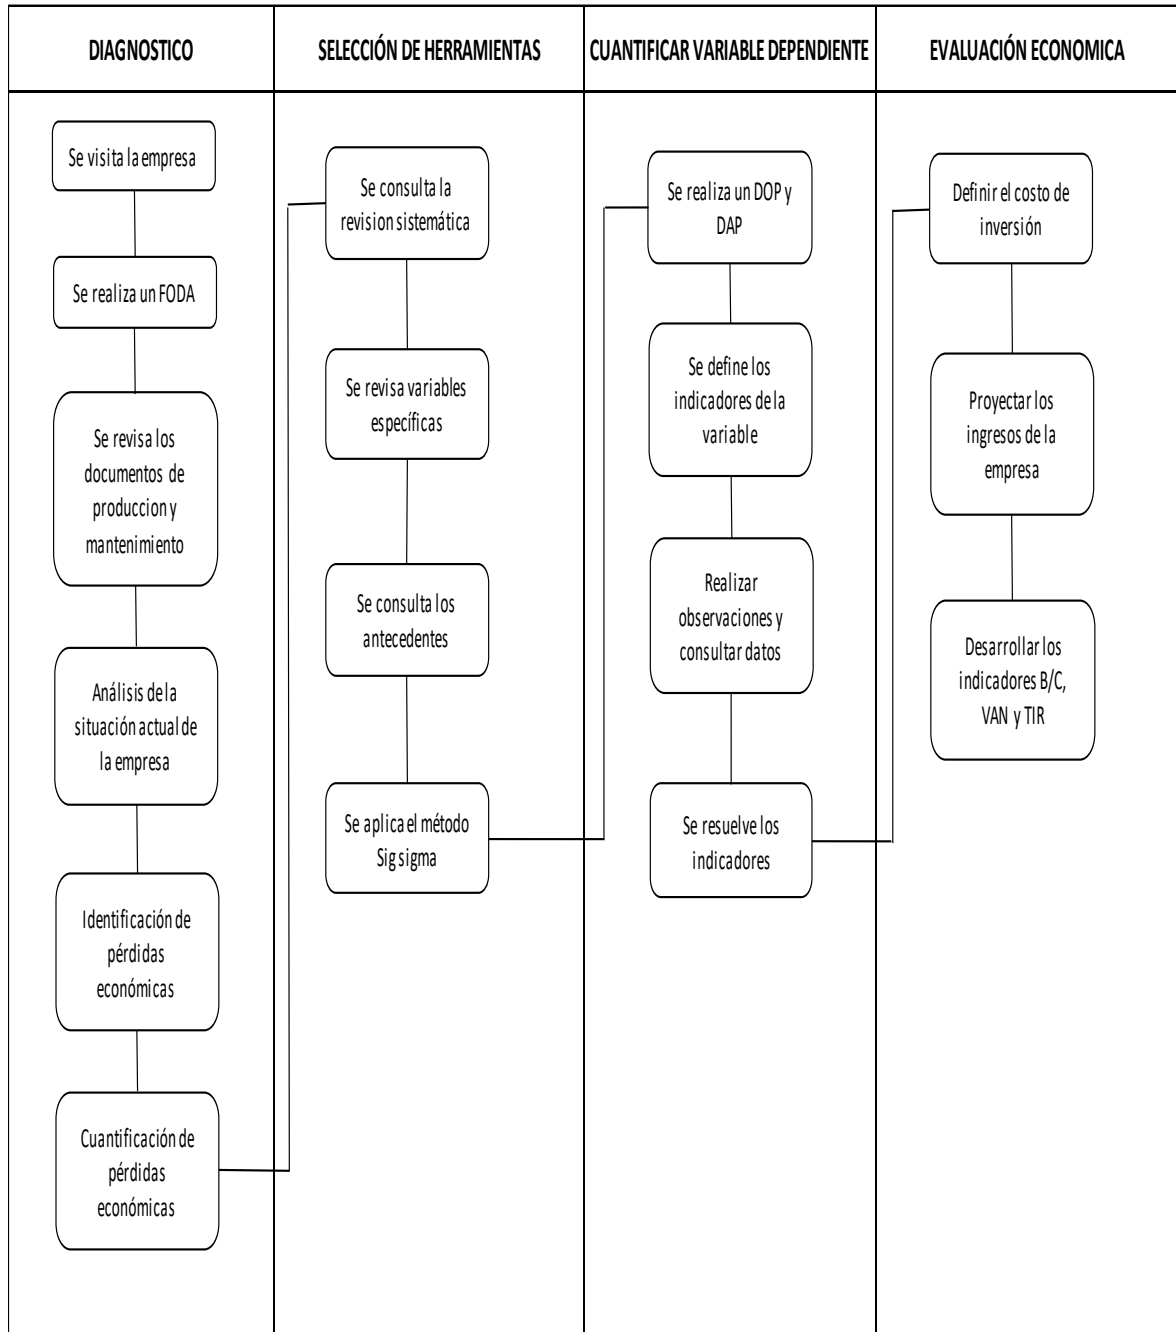 DIAGNOSTICO
SELECCIÓN DE HERRAMIENTAS
CUANTIFICAR VARIABLE DEPENDIENTE
EVALUACIÓN ECONOMICA
Se visita la empresa
Se realiza un FODA
Se revisa los
documentos de
produccion y
mantenimiento
Análisis de la
situación actual de
la empresa
Identificación de
pérdidas
económicas
Cuantificación de
pérdidas
económicas
Se consulta la
revision sistemática
Se revisa variables
específicas
Se consulta los
antecedentes
Se aplica el método
Sig sigma
Se realiza un DOP y
DAP
Se define los
indicadores de la
variable
Realizar
observaciones y
consultar datos
Se resuelve los
indicadores
Definir el costo de
inversión
Proyectar los
ingresos de la
empresa
Desarrollar los
indicadores B/C,
VAN y TIR